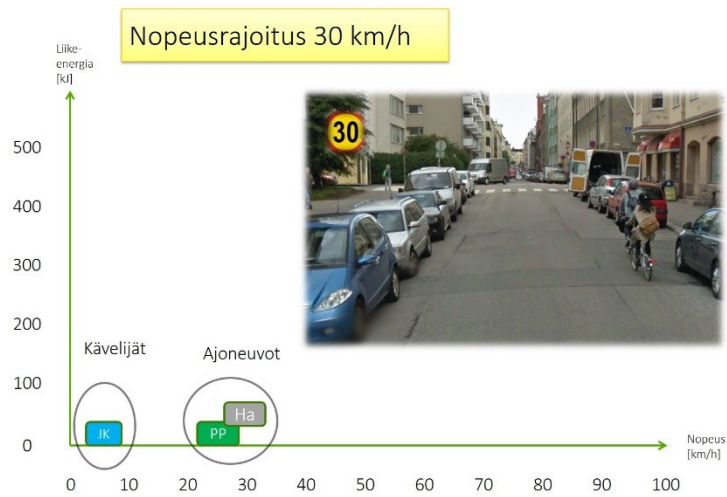 Nopeusrajoitus 30 km/h
Liike-
energia
[kJ]
30
500
400
300
200
100
0
Kävelijät
Ajoneuvot
JK
PP
Ha
Nopeus
[km/h]
0 10 20 30 40 50 60 70 80 90 100